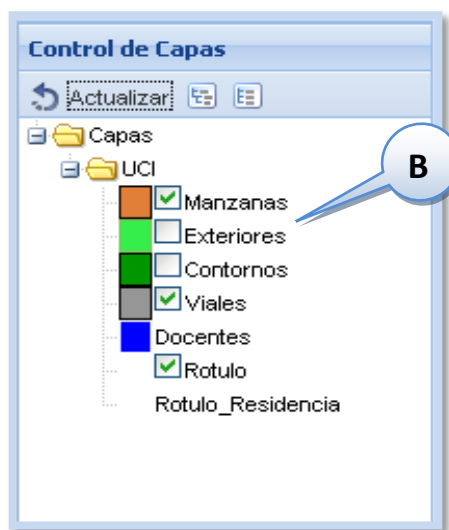 Control de Capas
Actualizar
Capas
UCI
B
Manzanas
Exteriores
Contornos
Viales
Docentes
Rotulo
Rotulo_Residencia